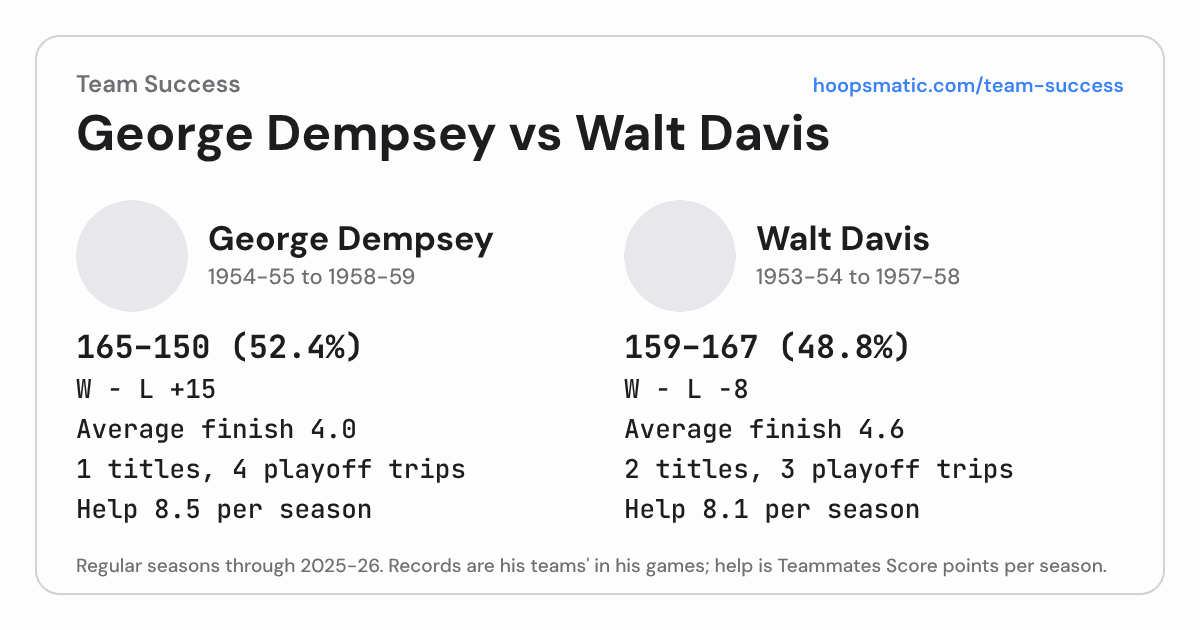 Team Success
hoopsmatic.com/team-success
George Dempsey vs Walt Davis
George Dempsey
1954-55 to 1958-59
165-150 (52.4%)
W - L +15
Average finish 4.0
1 titles, 4 playoff trips
Help 8.5 per season
Walt Davis
1953-54 to 1957-58
159-167 (48.8%)
W - L -8
Average finish 4.6
2 titles, 3 playoff trips
Help 8.1 per season
Regular seasons through 2025-26. Records are his teams' in his games; help is Teammates Score points per season.